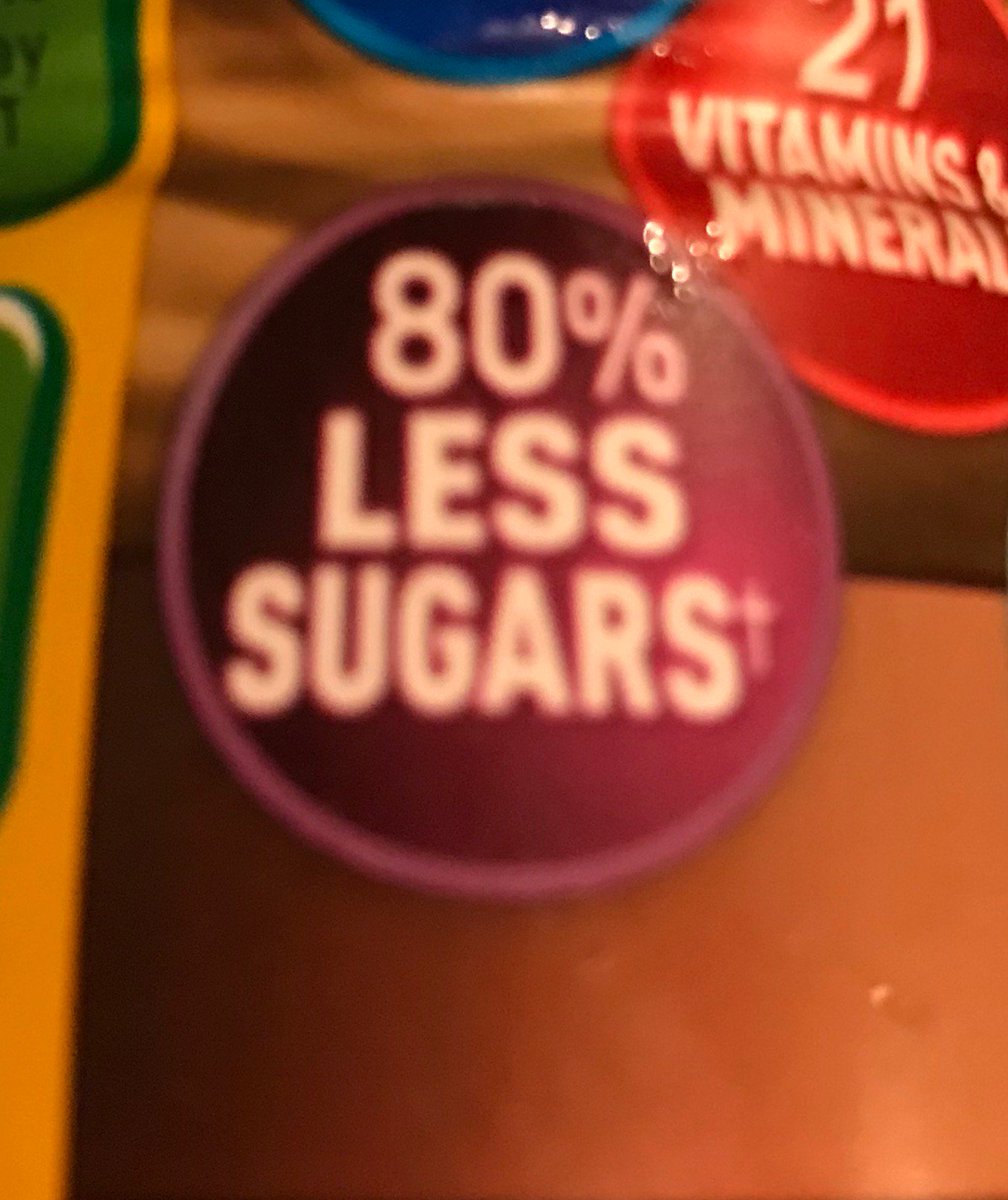 21
VITAMINS &
MINERAL
80%
LESS
SUGARS†